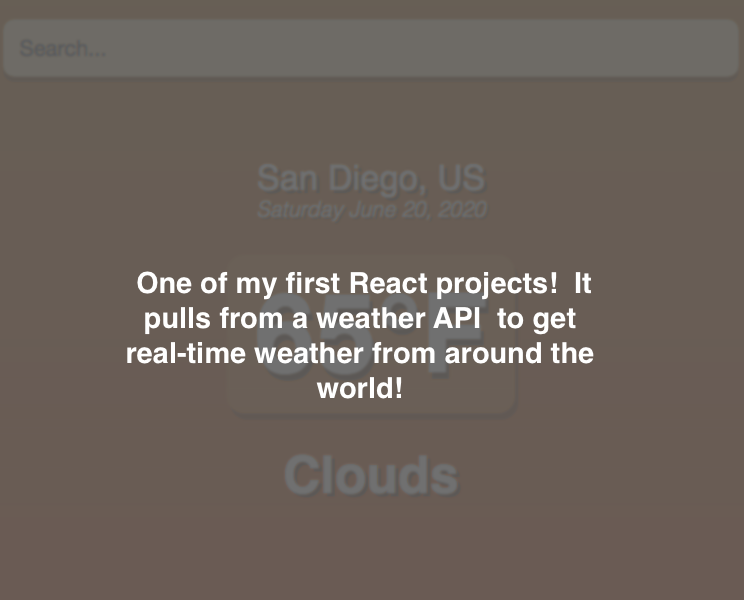 Search...
San Diego, US
Saturday June 20, 2020
One of my first React projects!  It
pulls from a weather API  to get
65°F
real-time weather from around the
world!
Clouds